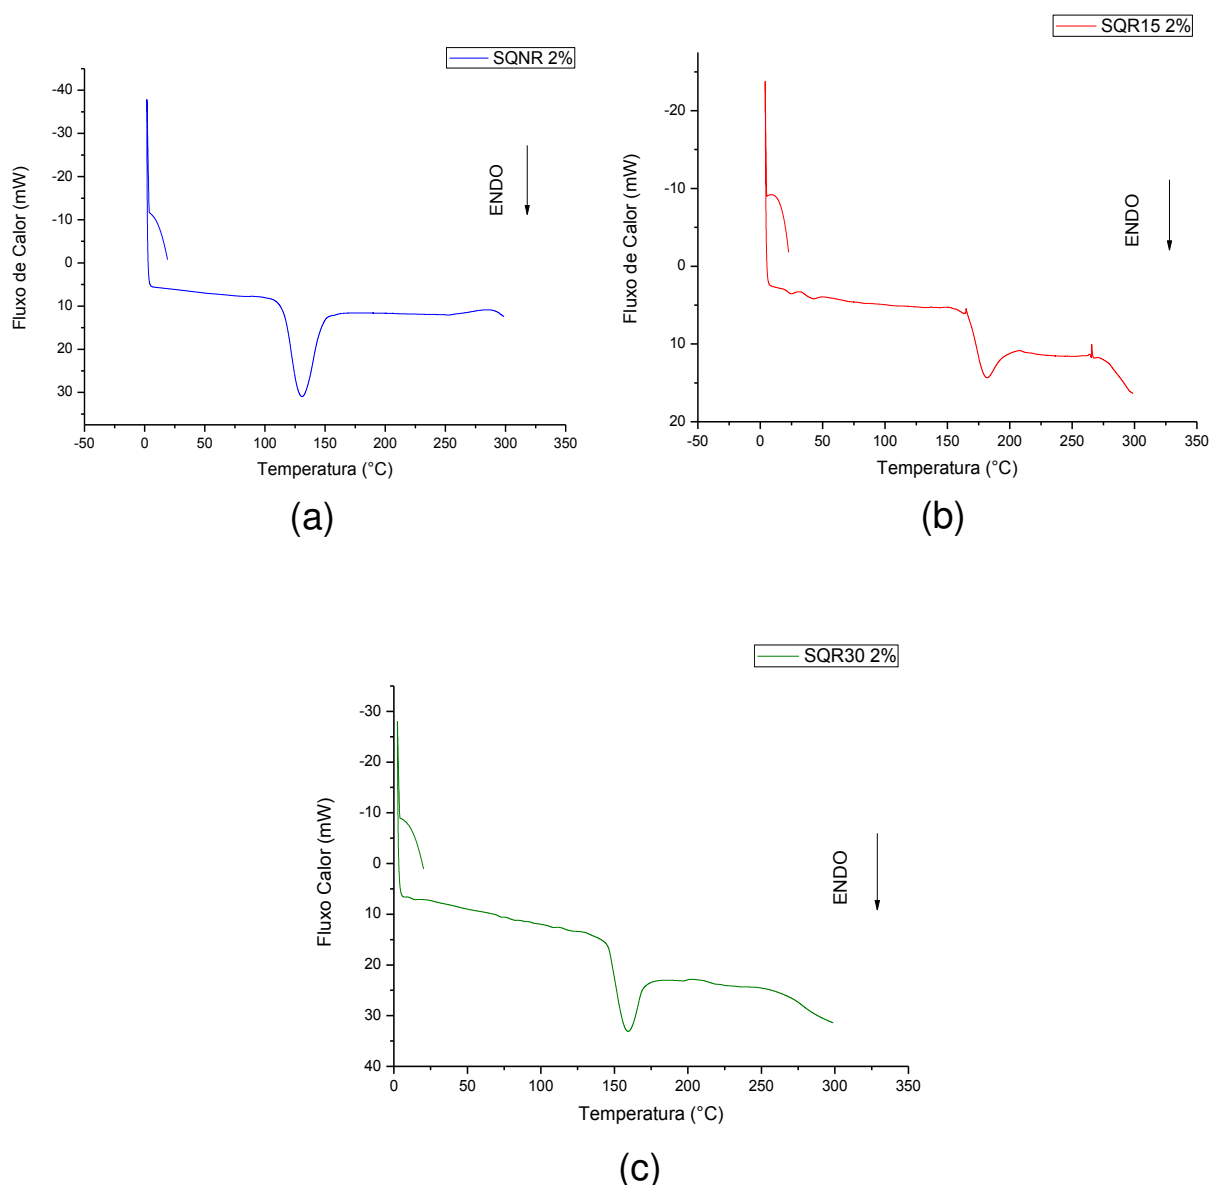 SQNR 2%
-40
-30
-20
-10
0
10
20
30
Fluxo de Calor (mW)
ENDO
-50 0 50 100 150 200 250 300 350
Temperatura (°C)
(a)
SQR15 2%
-20
-10
0
10
20
Fluxo de Calor (mW)
ENDO
-50 0 50 100 150 200 250 300 350
Temperatura (°C)
(b)
SQR30 2%
-30
-20
-10
0
10
20
30
40
Fluxo Calor (mW)
ENDO
0 50 100 150 200 250 300 350
Temperatura (°C)
(c)